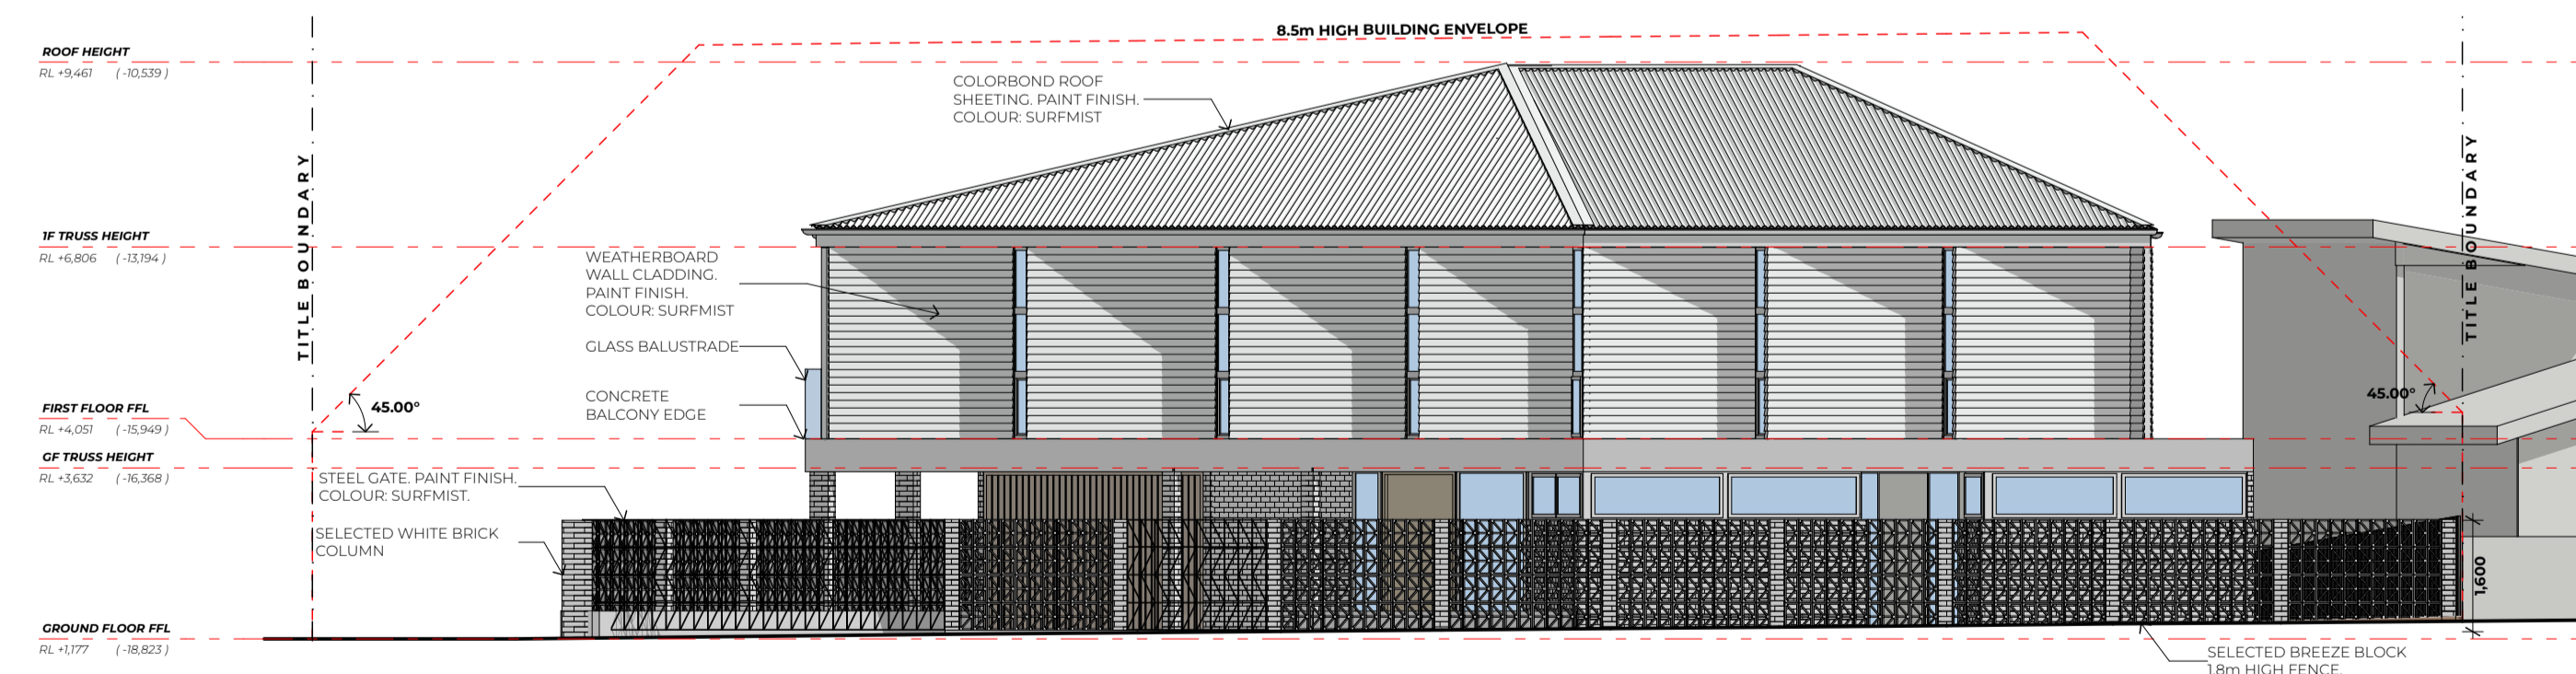 8.5m HIGH BUILDING ENVELOPE
ROOF HEIGHT
RL +9,461 ( -10,539 )
COLORBOND ROOF
SHEETING. PAINT FINISH.
COLOUR: SURFMIST
TITLE BOUNDARY
TITLE BOUNDARY
1F TRUSS HEIGHT
RL +6,806 ( -13,194 )
WEATHERBOARD
WALL CLADDING.
PAINT FINISH.
COLOUR: SURFMIST
GLASS BALUSTRADE
CONCRETE
BALCONY EDGE
45.00°
45.00°
FIRST FLOOR FFL
RL +4,051 ( -15,949 )
GF TRUSS HEIGHT
RL +3,632 ( -16,368 )
STEEL GATE. PAINT FINISH.
COLOUR: SURFMIST.
SELECTED WHITE BRICK
COLUMN
1,600
GROUND FLOOR FFL
RL +1,177 ( -18,823 )
SELECTED BREEZE BLOCK
1.8m HIGH FENCE.